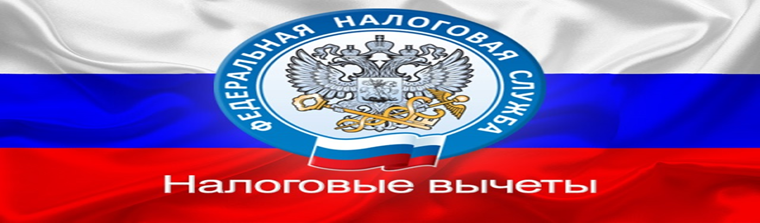 ФЕДЕРАЛЬНАЯ НАЛОГОВАЯ СЛУЖБА
Налоговые вычеты